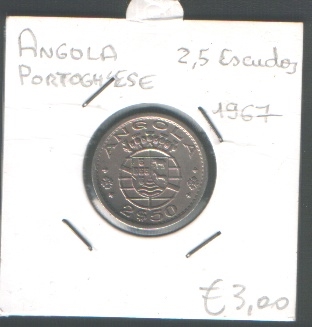 ANGOLA 2,5 Escudos
PORTOGHESE
1967
ANGOLA
2$50
€3,00